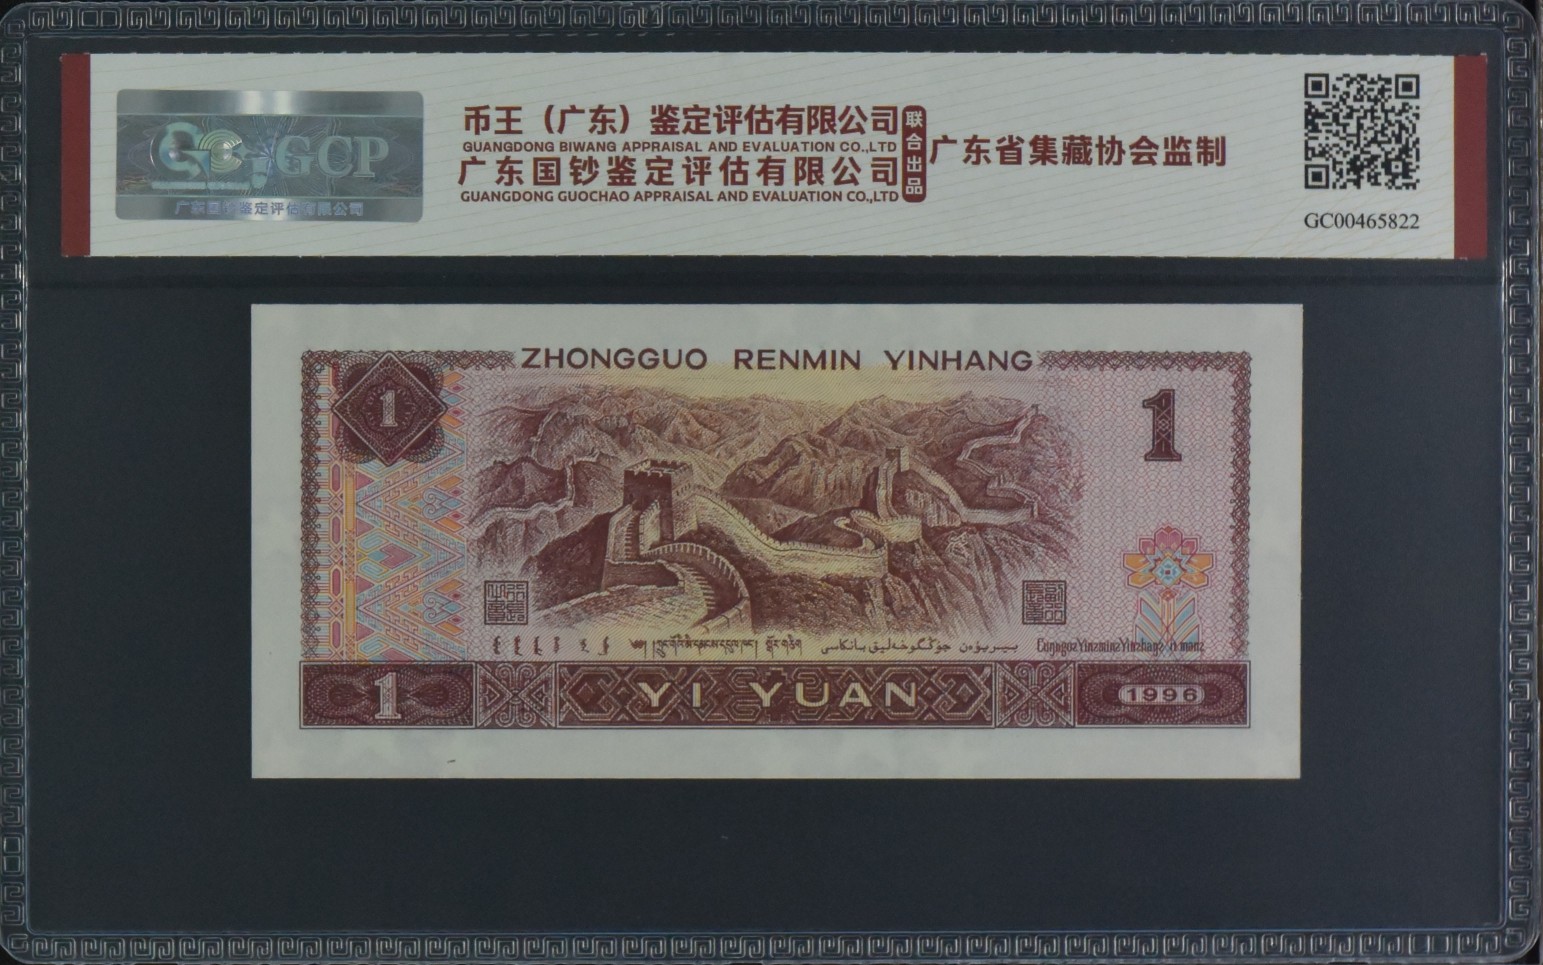 GCP
广东国钞鉴定评估有限公司
币王（广东）鉴定评估有限公司
GUANGDONG BIWANG APPRAISAL AND EVALUATION CO.,LTD
广东国钞鉴定评估有限公司
GUANGDONG GUOCHAO APPRAISAL AND EVALUATION CO.,LTD
联合出品
广东省集藏协会监制
GC00465822
ZHONGGUO RENMIN YINHANG
1
1
1
YI YUAN
1996